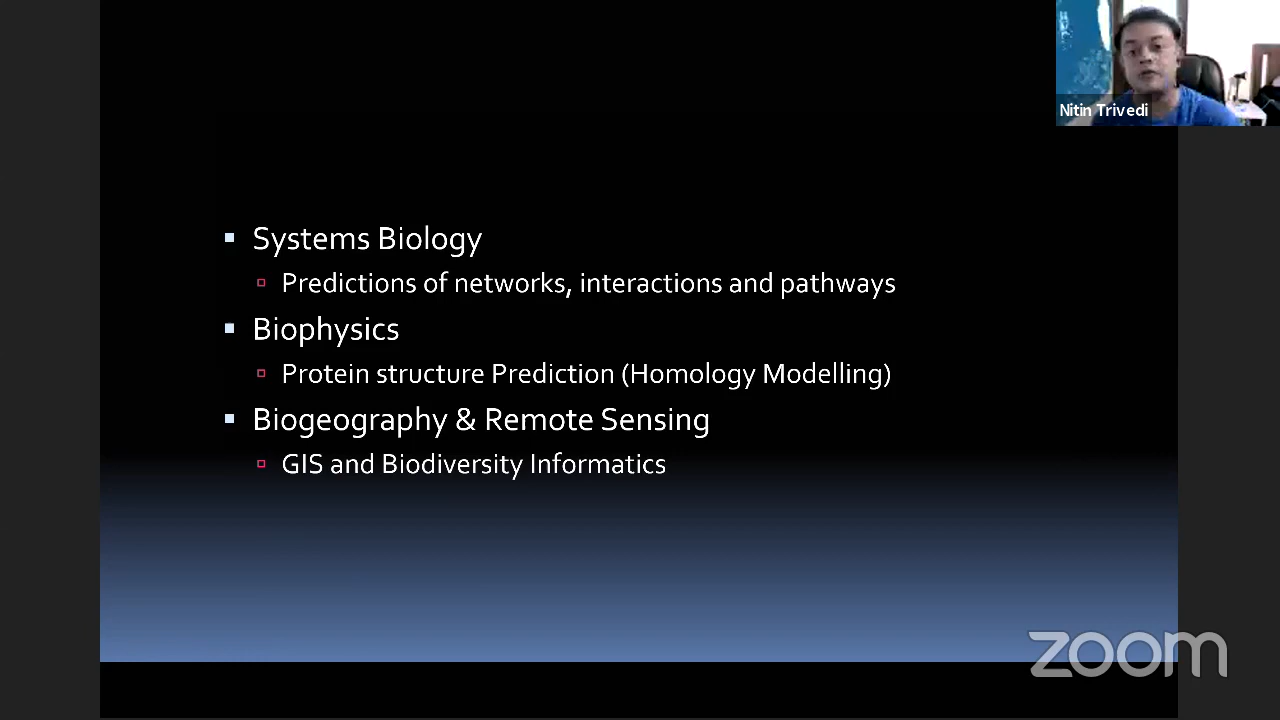 Nitin Trivedi
Systems Biology
Predictions of networks, interactions and pathways
Biophysics
Protein structure Prediction (Homology Modelling)
Biogeography & Remote Sensing
GIS and Biodiversity Informatics
zoom